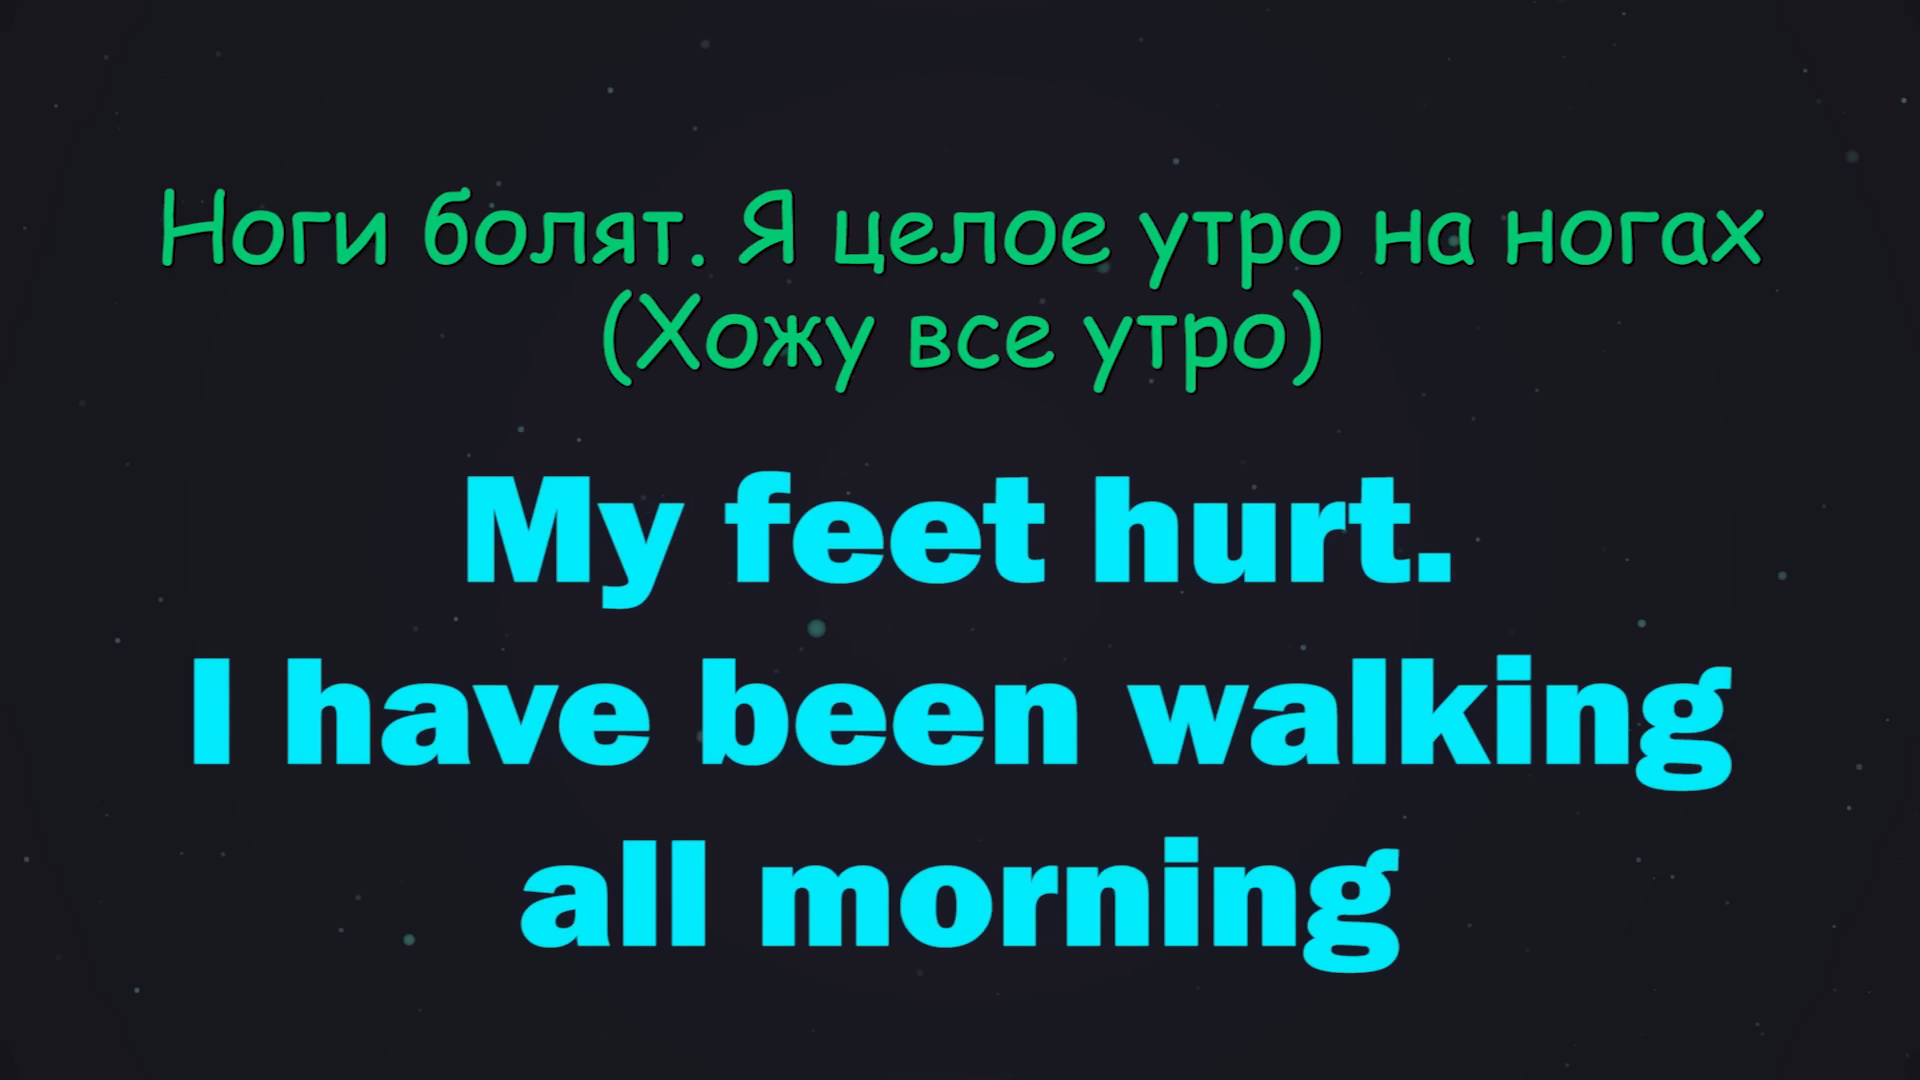 Ноги болят. Я целое утро на ногах
(Хожу все утро)
My feet hurt.
I have been walking
all morning